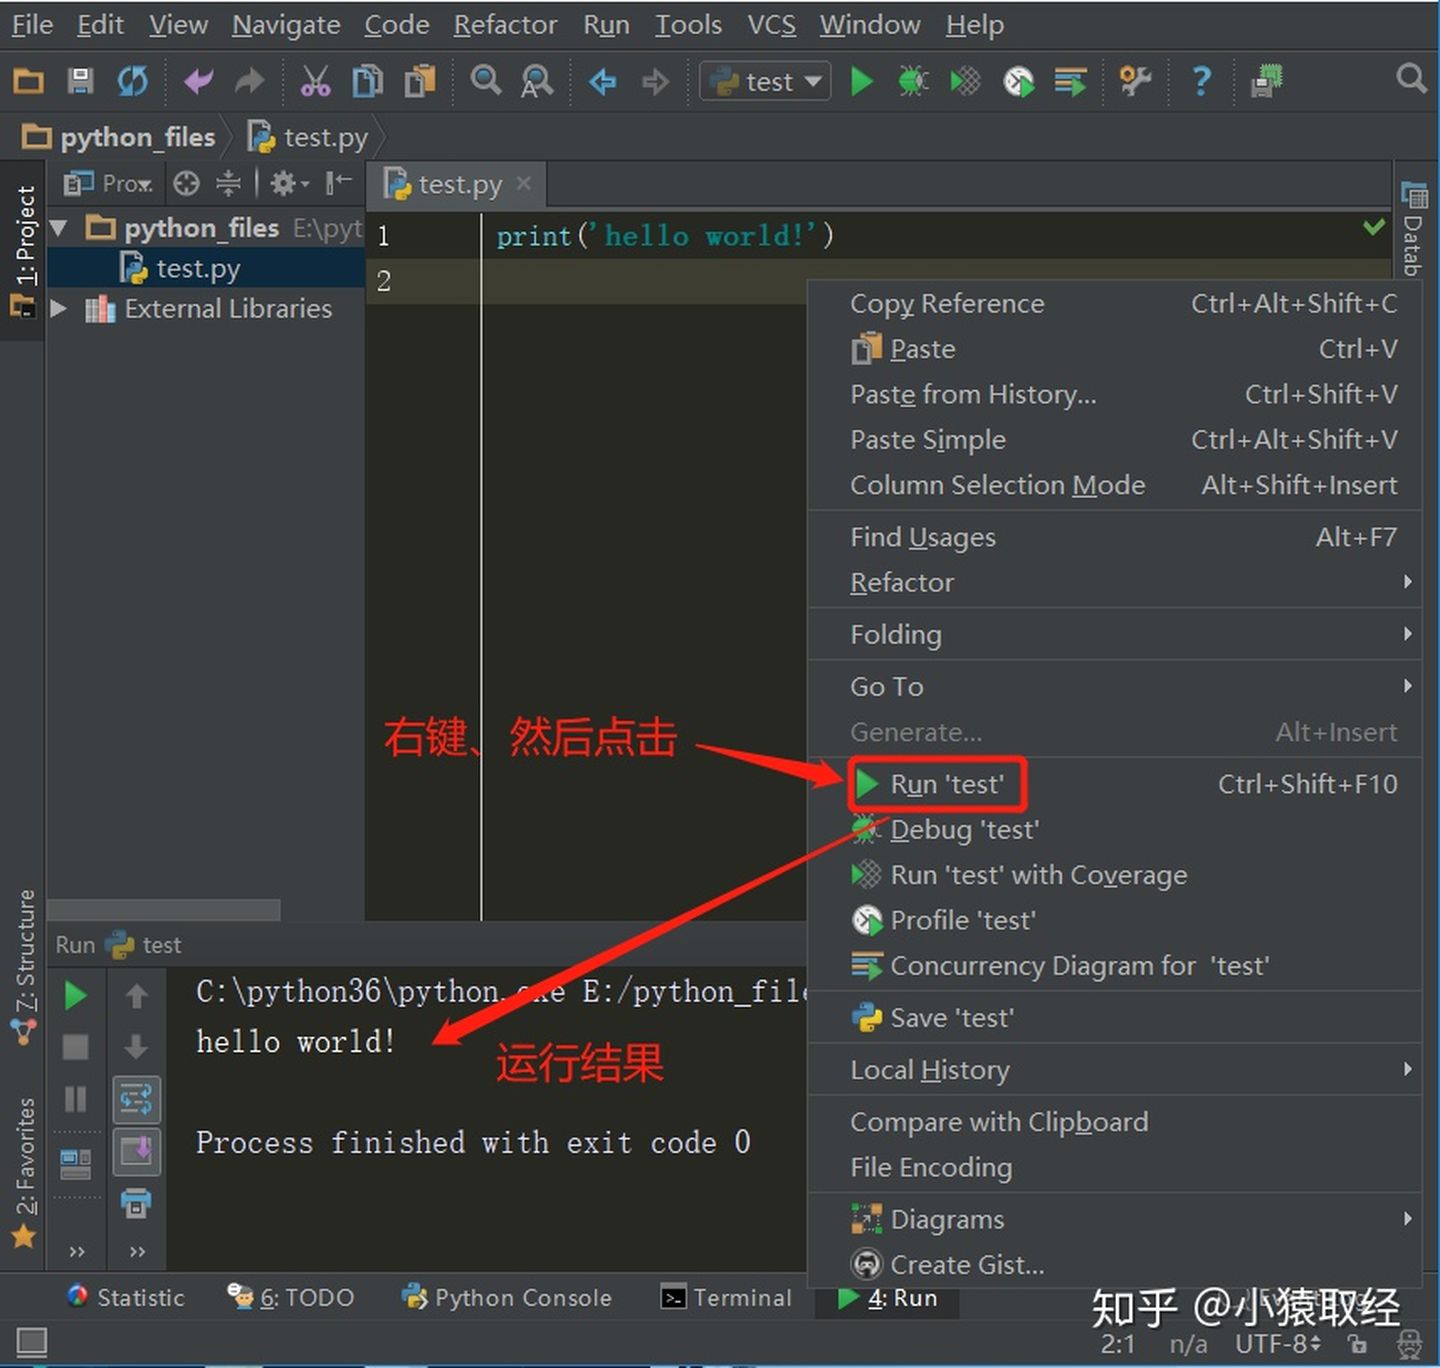 File Edit View Navigate Code Refactor Run Tools VCS Window Help
test
python_files test.py
1: Project
Pro
test.py
python_files E:\pyt
test.py
External Libraries
1 print('hello world!')
2
Datab
Copy Reference Ctrl+Alt+Shift+C
Paste Ctrl+V
Paste from History... Ctrl+Shift+V
Paste Simple Ctrl+Alt+Shift+V
Column Selection Mode Alt+Shift+Insert
Find Usages Alt+F7
Refactor
Folding
Go To
Generate... Alt+Insert
右键、然后点击
Run 'test' Ctrl+Shift+F10
Debug 'test'
Run 'test' with Coverage
Profile 'test'
Concurrency Diagram for 'test'
Save 'test'
Local History
Compare with Clipboard
File Encoding
Diagrams
Create Gist...
7: Structure
2: Favorites
Run test
C:\python36\python.exe E:/python_file
hello world!
运行结果
Process finished with exit code 0
Statistic 6: TODO Python Console Terminal 4: Run
知乎 @小猿取经
2:1 n/a UTF-8